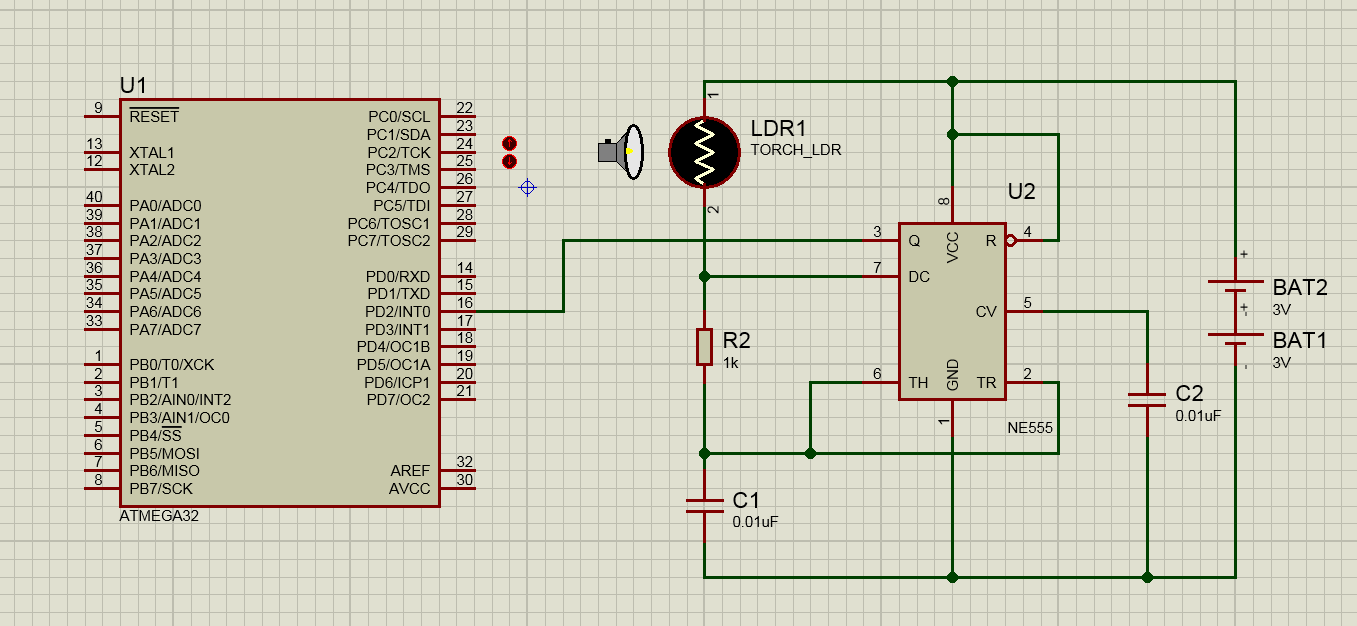 U1
9 RESET
13 XTAL1
12 XTAL2
40 PA0/ADC0
39 PA1/ADC1
38 PA2/ADC2
37 PA3/ADC3
36 PA4/ADC4
35 PA5/ADC5
34 PA6/ADC6
33 PA7/ADC7
1 PB0/T0/XCK
2 PB1/T1
3 PB2/AIN0/INT2
4 PB3/AIN1/OC0
5 PB4/SS
6 PB5/MOSI
7 PB6/MISO
8 PB7/SCK
PC0/SCL 22
PC1/SDA 23
PC2/TCK 24
PC3/TMS 25
PC4/TDO 26
PC5/TDI 27
PC6/TOSC1 28
PC7/TOSC2 29
PD0/RXD 14
PD1/TXD 15
PD2/INT0 16
PD3/INT1 17
PD4/OC1B 18
PD5/OC1A 19
PD6/ICP1 20
PD7/OC2 21
AREF 32
AVCC 30
ATMEGA32
1
LDR1
TORCH_LDR
2
R2
1k
C1
0.01uF
U2
8
VCC
3 Q
R 4
7 DC
CV 5
6 TH
TR 2
GND
1
NE555
C2
0.01uF
+
BAT2
3V
+
-
BAT1
3V
-